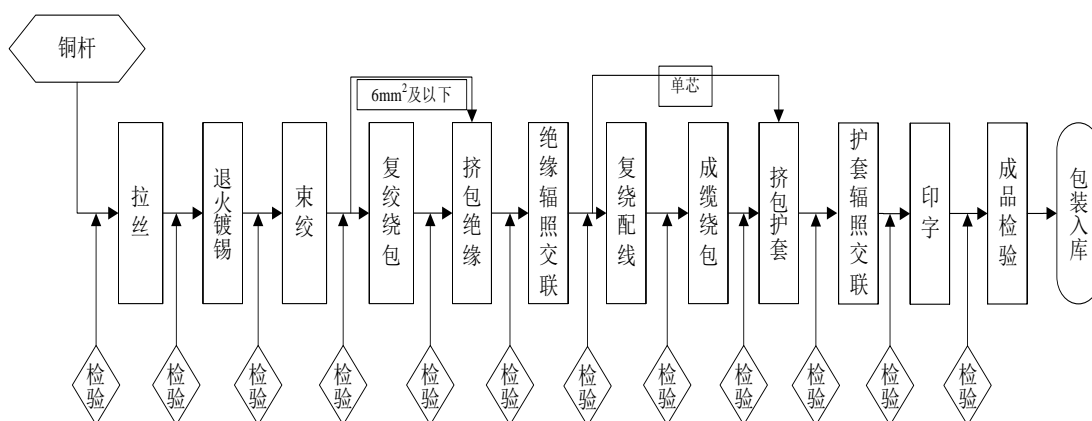 铜杆
6mm²及以下
单芯
拉丝
退火镀锡
束绞
复绞绕包
挤包绝缘
绝缘辐照交联
复绕配线
成缆绕包
挤包护套
护套辐照交联
印字
成品检验
包装入库
检验
检验
检验
检验
检验
检验
检验
检验
检验
检验
检验
检验